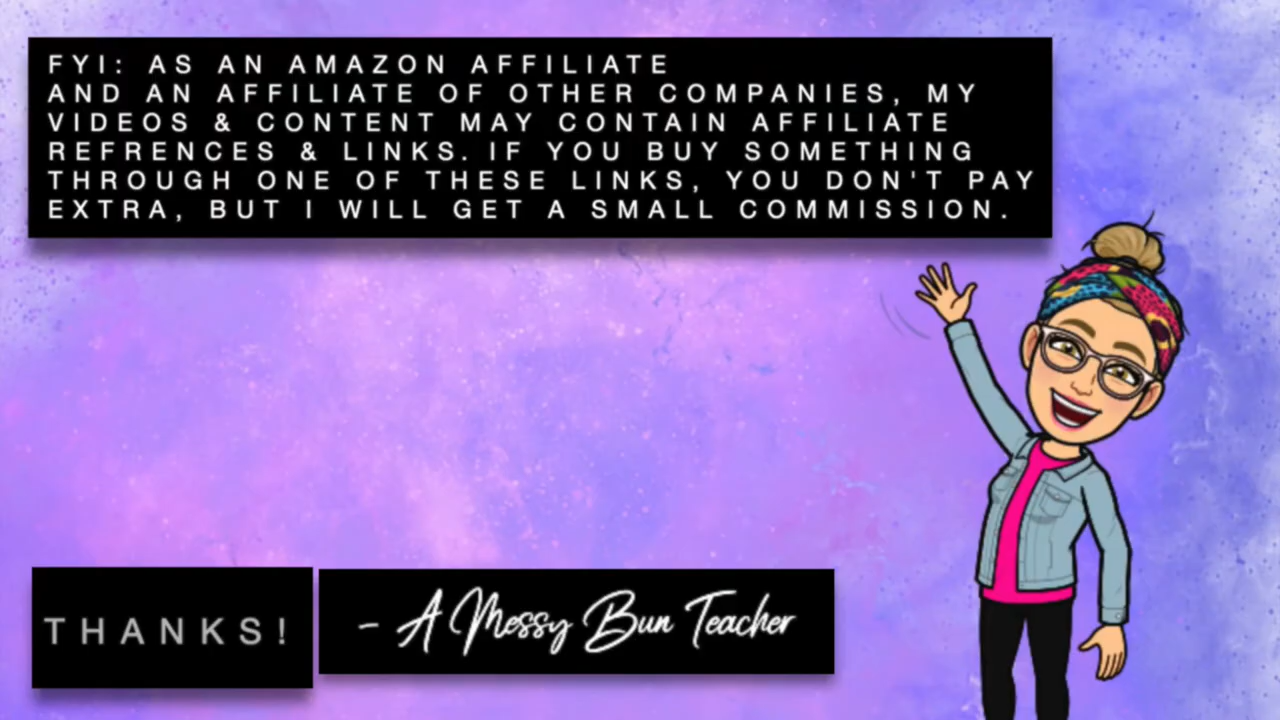 FYI: AS AN AMAZON AFFILIATE
AND AN AFFILIATE OF OTHER COMPANIES, MY
VIDEOS & CONTENT MAY CONTAIN AFFILIATE
REFRENCES & LINKS. IF YOU BUY SOMETHING
THROUGH ONE OF THESE LINKS, YOU DON'T PAY
EXTRA, BUT I WILL GET A SMALL COMMISSION.
THANKS!
- A Messy Bun Teacher